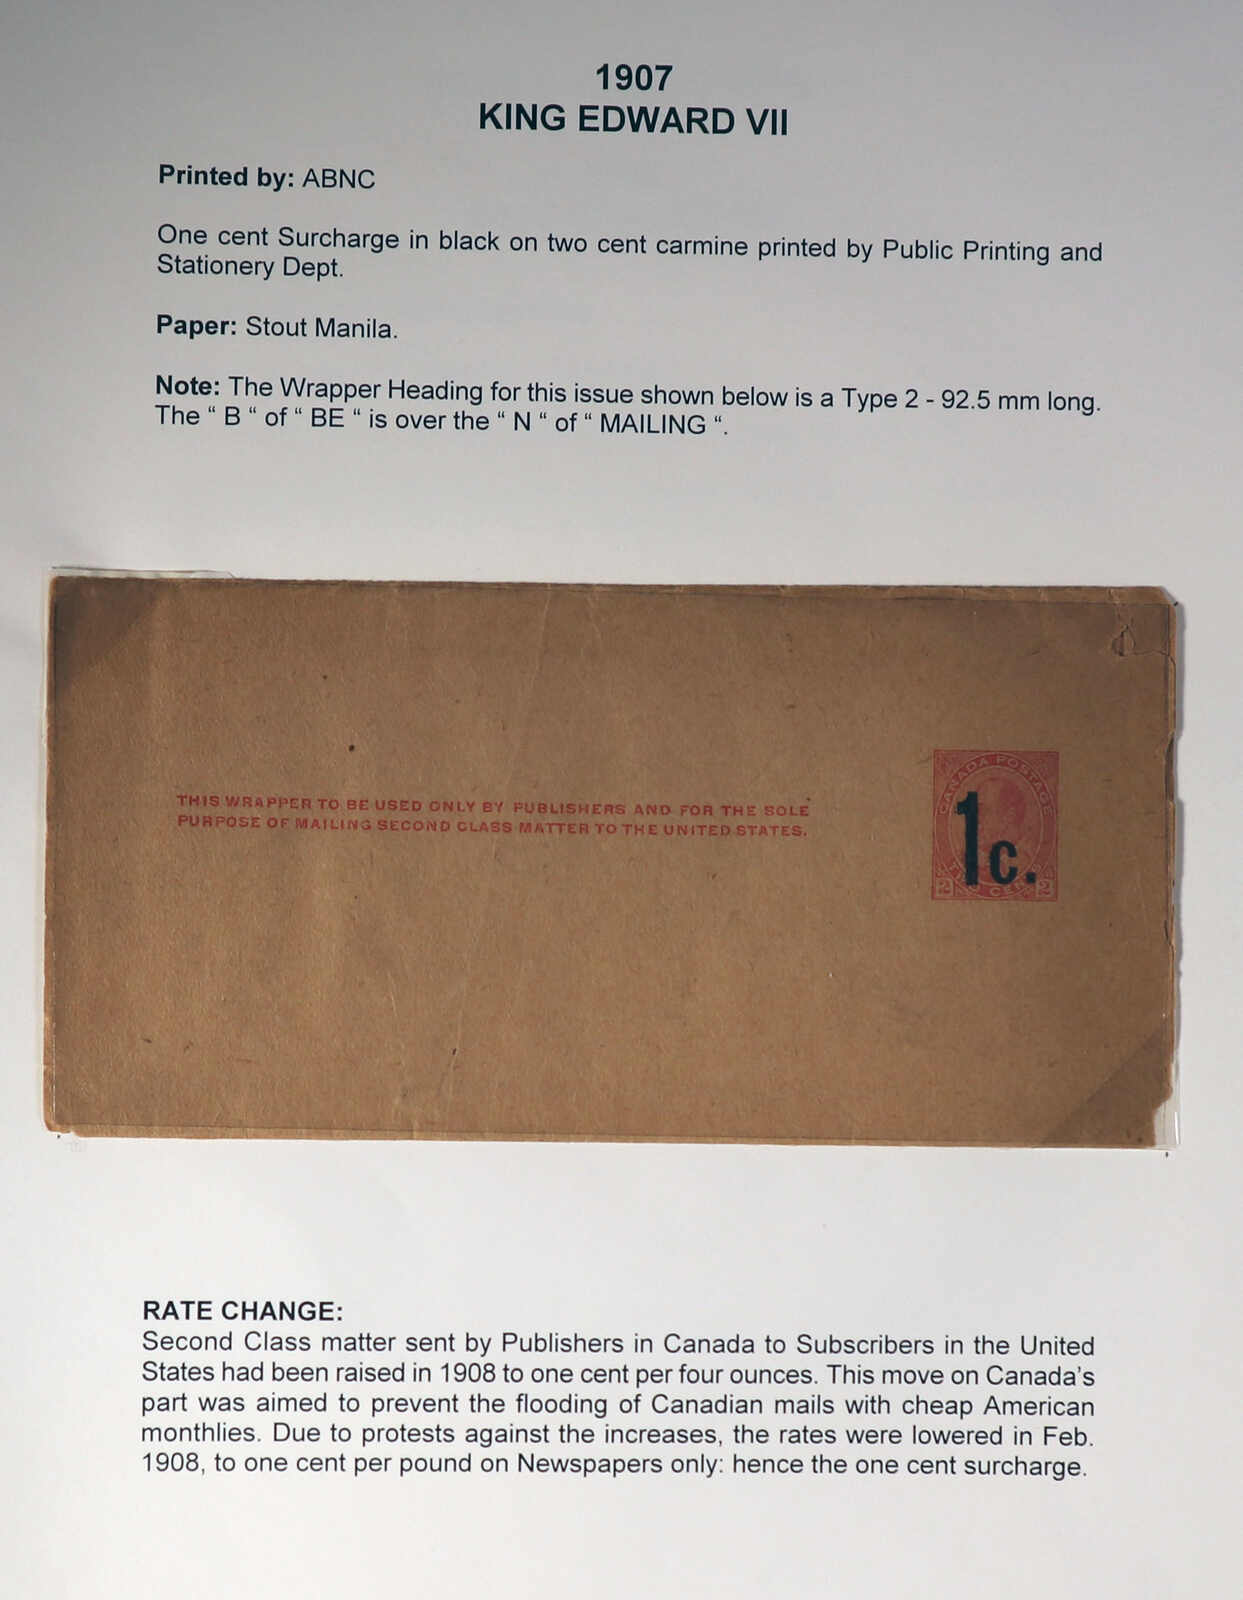 1907
KING EDWARD VII
Printed by: ABNC
One cent Surcharge in black on two cent carmine printed by Public Printing and
Stationery Dept.
Paper: Stout Manila.
Note: The Wrapper Heading for this issue shown below is a Type 2 - 92.5 mm long.
The “ B “ of “ BE “ is over the “ N “ of “ MAILING “.
THIS WRAPPER TO BE USED ONLY BY PUBLISHERS AND FOR THE SOLE
PURPOSE OF MAILING SECOND CLASS MATTER TO THE UNITED STATES.
CANADA POSTAGE
1c.
2 TWO CENTS 2
RATE CHANGE:
Second Class matter sent by Publishers in Canada to Subscribers in the United
States had been raised in 1908 to one cent per four ounces. This move on Canada’s
part was aimed to prevent the flooding of Canadian mails with cheap American
monthlies. Due to protests against the increases, the rates were lowered in Feb.
1908, to one cent per pound on Newspapers only: hence the one cent surcharge.